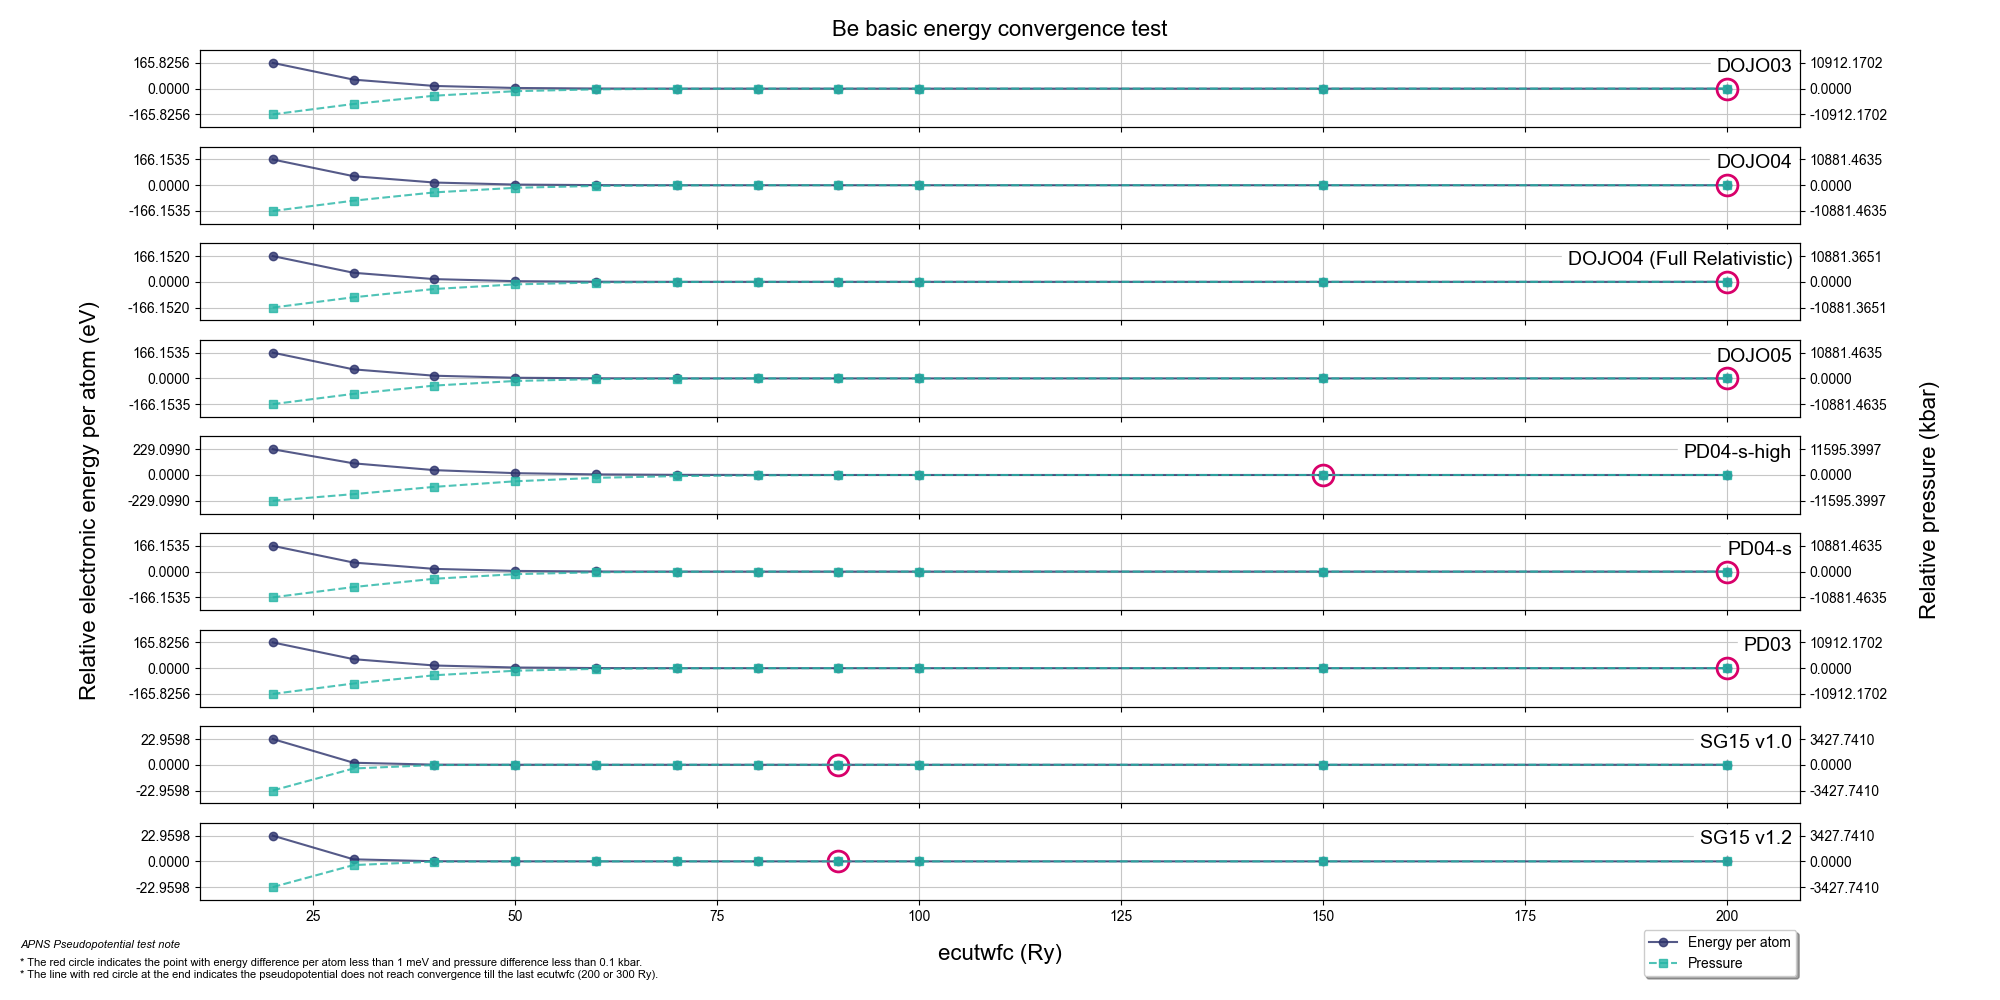 Be basic energy convergence test
Relative electronic energy per atom (eV)
165.8256
0.0000
-165.8256
DOJO03
10912.1702
0.0000
-10912.1702
166.1535
0.0000
-166.1535
DOJO04
10881.4635
0.0000
-10881.4635
166.1520
0.0000
-166.1520
DOJO04 (Full Relativistic)
10881.3651
0.0000
-10881.3651
166.1535
0.0000
-166.1535
DOJO05
10881.4635
0.0000
-10881.4635
229.0990
0.0000
-229.0990
PD04-s-high
11595.3997
0.0000
-11595.3997
166.1535
0.0000
-166.1535
PD04-s
10881.4635
0.0000
-10881.4635
165.8256
0.0000
-165.8256
PD03
10912.1702
0.0000
-10912.1702
22.9598
0.0000
-22.9598
SG15 v1.0
3427.7410
0.0000
-3427.7410
22.9598
0.0000
-22.9598
SG15 v1.2
3427.7410
0.0000
-3427.7410
Relative pressure (kbar)
25 50 75 100 125 150 175 200
ecutwfc (Ry)
Energy per atom
Pressure
APNS Pseudopotential test note
* The red circle indicates the point with energy difference per atom less than 1 meV and pressure difference less than 0.1 kbar.
* The line with red circle at the end indicates the pseudopotential does not reach convergence till the last ecutwfc (200 or 300 Ry).